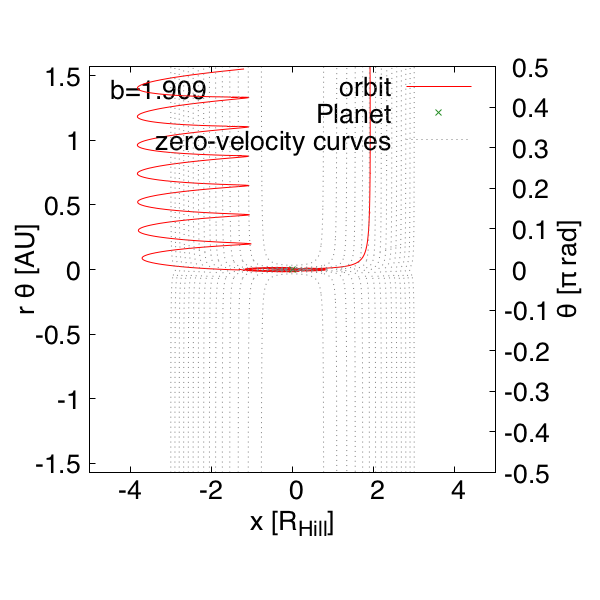 b=1.909
orbit
Planet
zero-velocity curves
1.5
1
0.5
0
-0.5
-1
-1.5
r θ [AU]
0.5
0.4
0.3
0.2
0.1
0
-0.1
-0.2
-0.3
-0.4
-0.5
θ [π rad]
-4 -2 0 2 4
x [R_Hill]